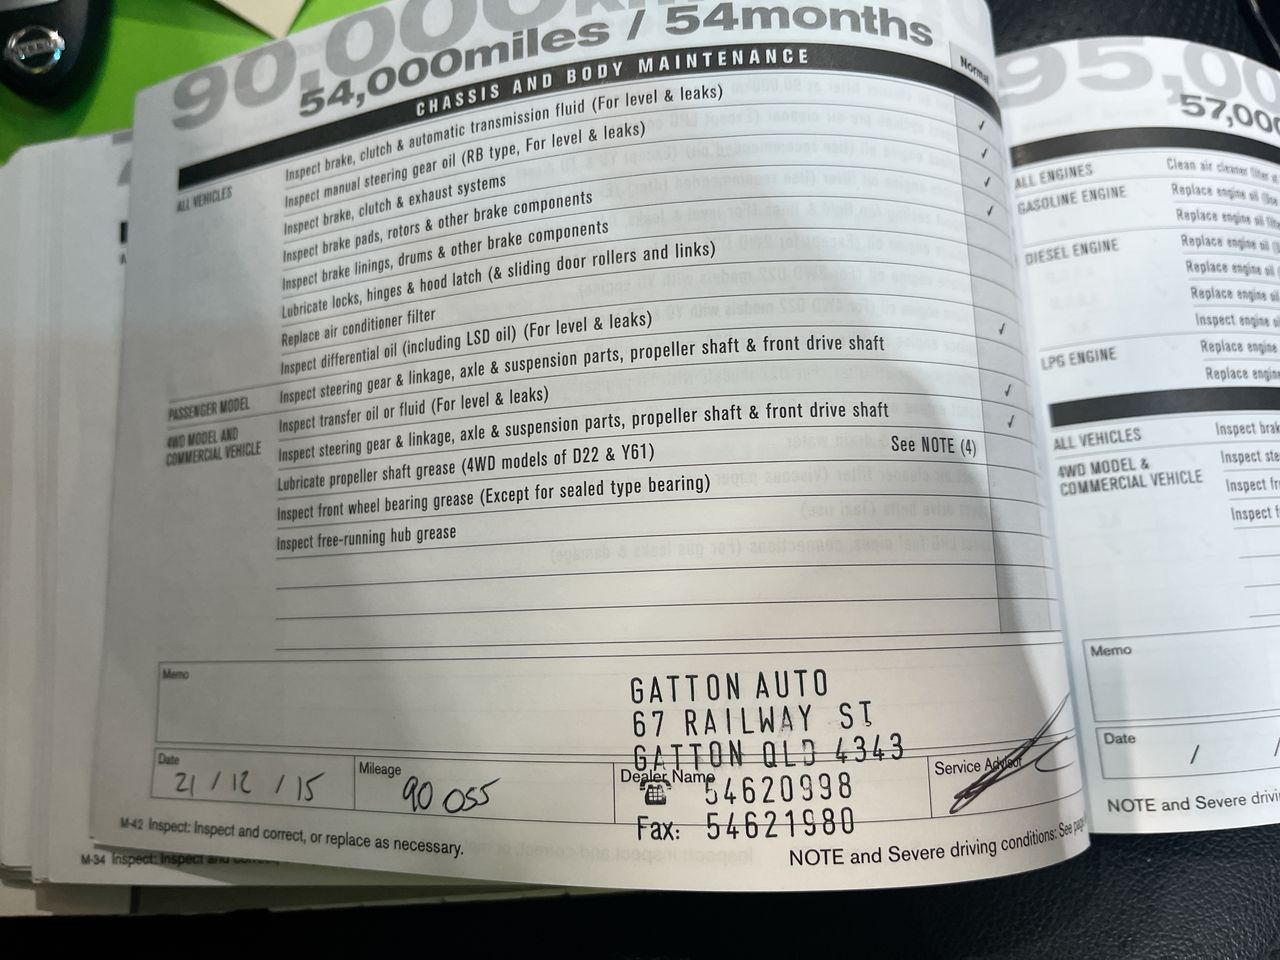 90,000km
54,000miles / 54months
CHASSIS AND BODY MAINTENANCE
Normal
ALL VEHICLES
Inspect brake, clutch & automatic transmission fluid (For level & leaks) ✓
Inspect manual steering gear oil (RB type, For level & leaks) ✓
Inspect brake, clutch & exhaust systems ✓
Inspect brake pads, rotors & other brake components ✓
Inspect brake linings, drums & other brake components
Lubricate locks, hinges & hood latch (& sliding door rollers and links)
Replace air conditioner filter
Inspect differential oil (including LSD oil) (For level & leaks) ✓
PASSENGER MODEL
Inspect steering gear & linkage, axle & suspension parts, propeller shaft & front drive shaft
4WD MODEL AND
COMMERCIAL VEHICLE
Inspect transfer oil or fluid (For level & leaks) ✓
Inspect steering gear & linkage, axle & suspension parts, propeller shaft & front drive shaft ✓
Lubricate propeller shaft grease (4WD models of D22 & Y61) See NOTE (4)
Inspect front wheel bearing grease (Except for sealed type bearing)
Inspect free-running hub grease
Memo
GATTON AUTO
67 RAILWAY ST
GATTON QLD 4343
54620998
Fax: 54621980
Date
21 / 12 / 15
Mileage
90 055
Dealer Name
Service Advisor
M-42 Inspect: Inspect and correct, or replace as necessary.
NOTE and Severe driving conditions: See page
M-34 Inspect: Inspect and
95,00
57,000
ALL ENGINES
Clean air cleaner filter
GASOLINE ENGINE
Replace engine oil
Replace engine oil
DIESEL ENGINE
Replace engine oil
Replace engine oil
Replace engine oil
Inspect engine
LPG ENGINE
Replace engine
Replace engine
ALL VEHICLES
Inspect brak
4WD MODEL &
COMMERCIAL VEHICLE
Inspect ste
Inspect fr
Inspect f
Memo
Date
/ /
NOTE and Severe drivi
NISSAN